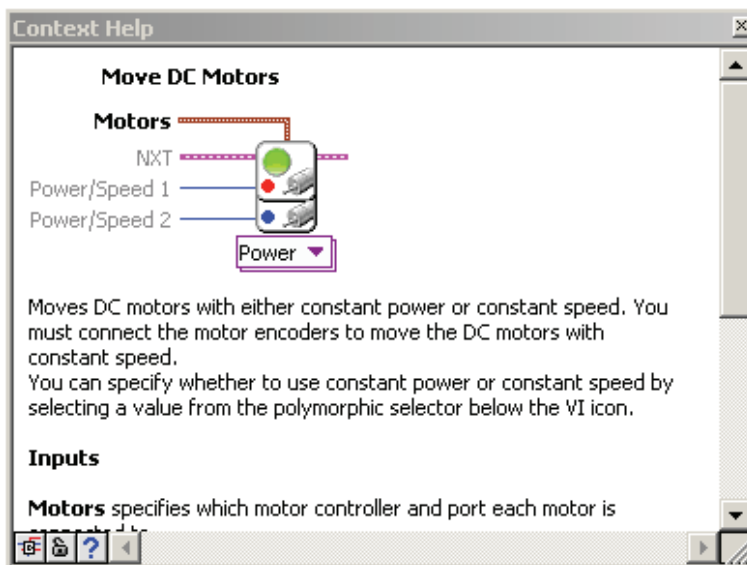 Context Help
Move DC Motors
Motors
NXT
Power/Speed 1
Power/Speed 2
Power
Moves DC motors with either constant power or constant speed. You
must connect the motor encoders to move the DC motors with
constant speed.
You can specify whether to use constant power or constant speed by
selecting a value from the polymorphic selector below the VI icon.
Inputs
Motors specifies which motor controller and port each motor is